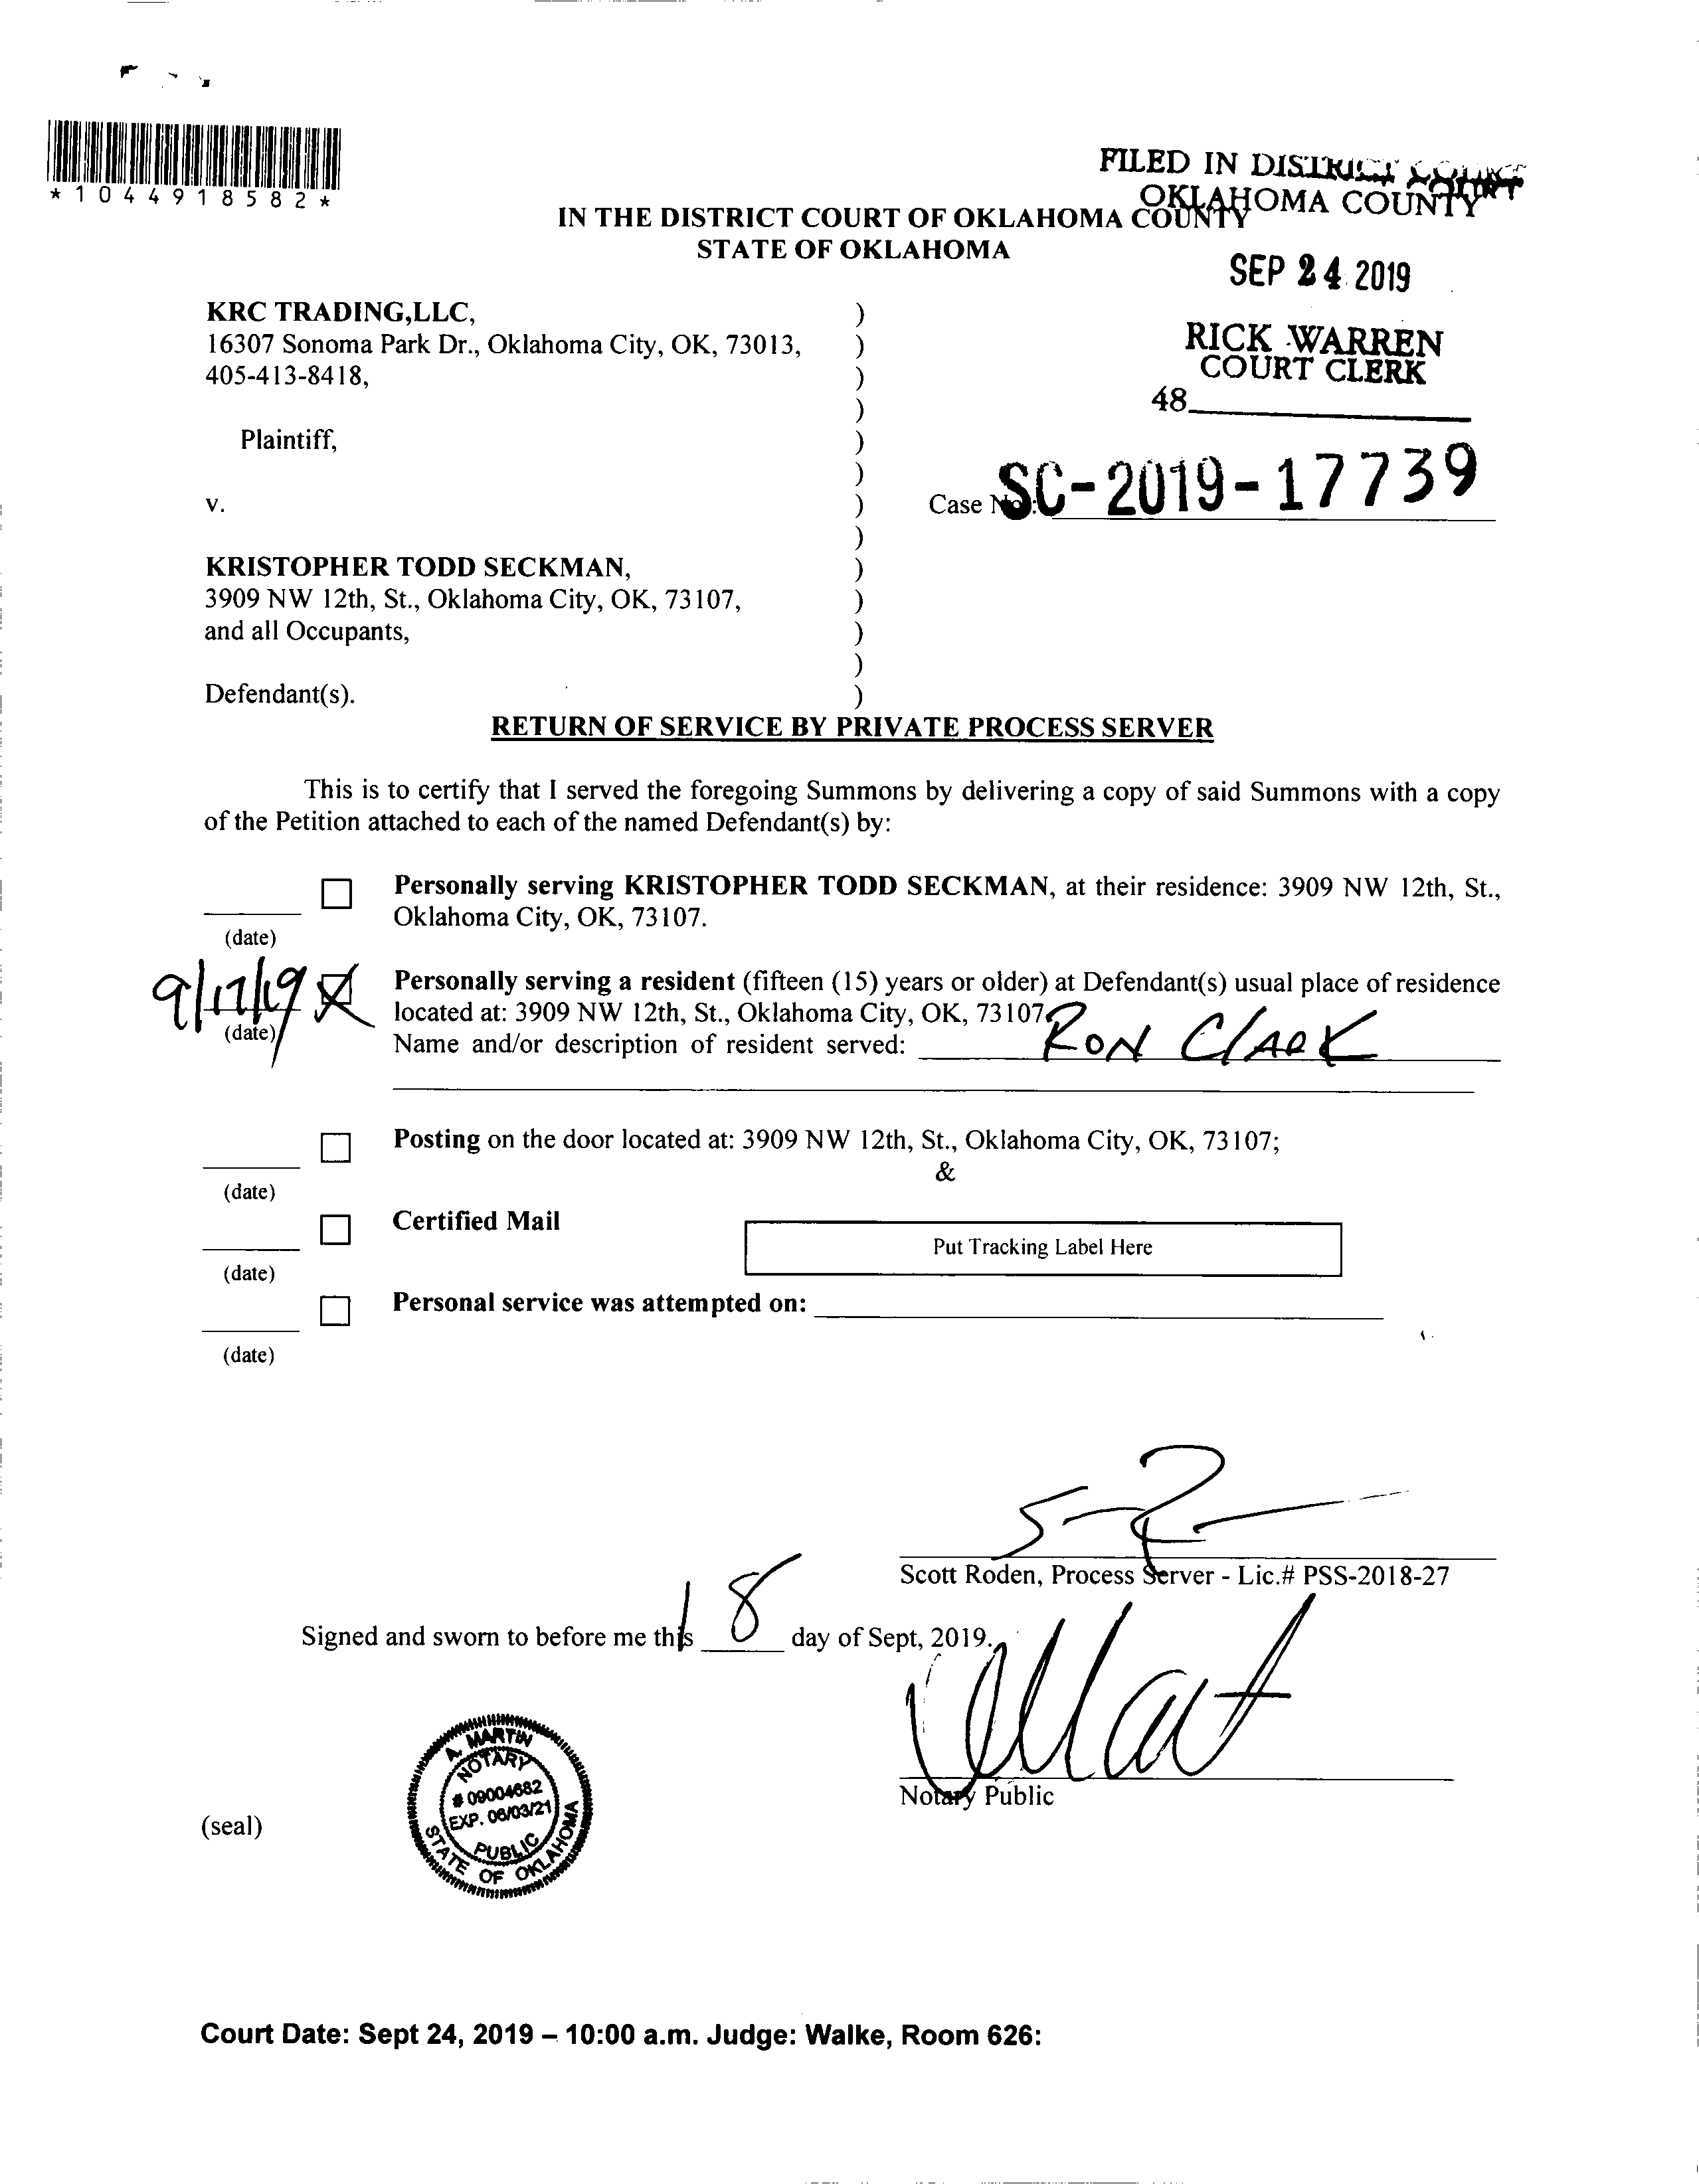 *1044918582*
FILED IN DISTRICT COURT
OKLAHOMA COUNTY
IN THE DISTRICT COURT OF OKLAHOMA COUNTY
STATE OF OKLAHOMA
SEP 24 2019
RICK WARREN
COURT CLERK
48
KRC TRADING,LLC, )
16307 Sonoma Park Dr., Oklahoma City, OK, 73013, )
405-413-8418, )
)
Plaintiff, )
)
v. ) Case No.: SC-2019-17739
)
KRISTOPHER TODD SECKMAN, )
3909 NW 12th, St., Oklahoma City, OK, 73107, )
and all Occupants, )
)
Defendant(s). )
RETURN OF SERVICE BY PRIVATE PROCESS SERVER
This is to certify that I served the foregoing Summons by delivering a copy of said Summons with a copy
of the Petition attached to each of the named Defendant(s) by:
Personally serving KRISTOPHER TODD SECKMAN, at their residence: 3909 NW 12th, St.,
Oklahoma City, OK, 73107.
(date)
9/17/19 Personally serving a resident (fifteen (15) years or older) at Defendant(s) usual place of residence
located at: 3909 NW 12th, St., Oklahoma City, OK, 73107.
(date) Name and/or description of resident served: RON ClARK
Posting on the door located at: 3909 NW 12th, St., Oklahoma City, OK, 73107;
&
(date)
Certified Mail
Put Tracking Label Here
(date)
Personal service was attempted on:
(date)
Scott Roden, Process Server - Lic.# PSS-2018-27
Signed and sworn to before me this 18 day of Sept, 2019.
Notary Public
(seal)
A. MARTIN
NOTARY
# 09004682
EXP. 06/03/21
PUBLIC
STATE OF OKLAHOMA
Court Date: Sept 24, 2019 – 10:00 a.m. Judge: Walke, Room 626: